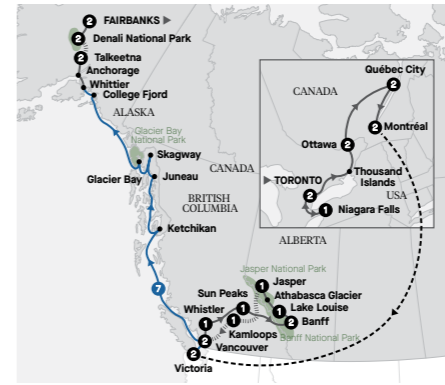 2 FAIRBANKS ▶
2 Denali National Park
2 Talkeetna
Anchorage
Whittier
College Fjord
ALASKA
Glacier Bay
National Park
Skagway
Glacier Bay
Juneau
CANADA
BRITISH
COLUMBIA
Ketchikan
7
ALBERTA
Jasper National Park
1 Jasper
Athabasca Glacier
Sun Peaks 1
1 Lake Louise
Whistler 1
2 Banff
1 Kamloops
Banff National Park
2 Vancouver
Victoria 2
Québec City
2
CANADA
2
Montréal
Ottawa 2
Thousand
Islands
▶ TORONTO
2
USA
1 Niagara Falls